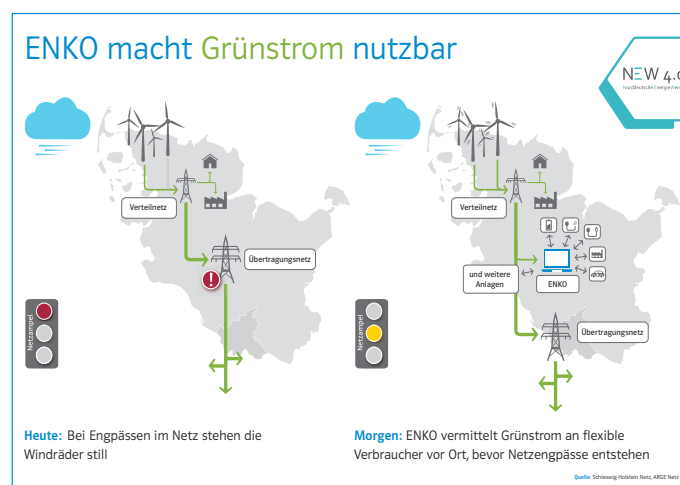 ENKO macht Grünstrom nutzbar
NEW 4.0
Verteilnetz
Übertragungsnetz
Netzampel
Heute: Bei Engpässen im Netz stehen die
Windräder still
Verteilnetz
und weitere
Anlagen
ENKO
Übertragungsnetz
Netzampel
Morgen: ENKO vermittelt Grünstrom an flexible
Verbraucher vor Ort, bevor Netzengpässe entstehen
Quelle: Schleswig-Holstein Netz, ARGE Netz